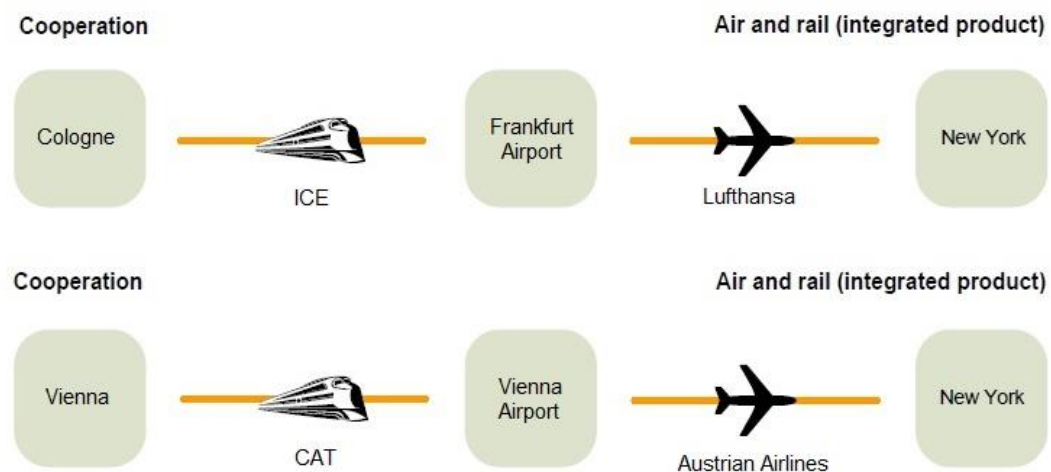 Cooperation
Air and rail (integrated product)
Cologne
Frankfurt
Airport
New York
ICE
Lufthansa
Cooperation
Air and rail (integrated product)
Vienna
Vienna
Airport
New York
CAT
Austrian Airlines